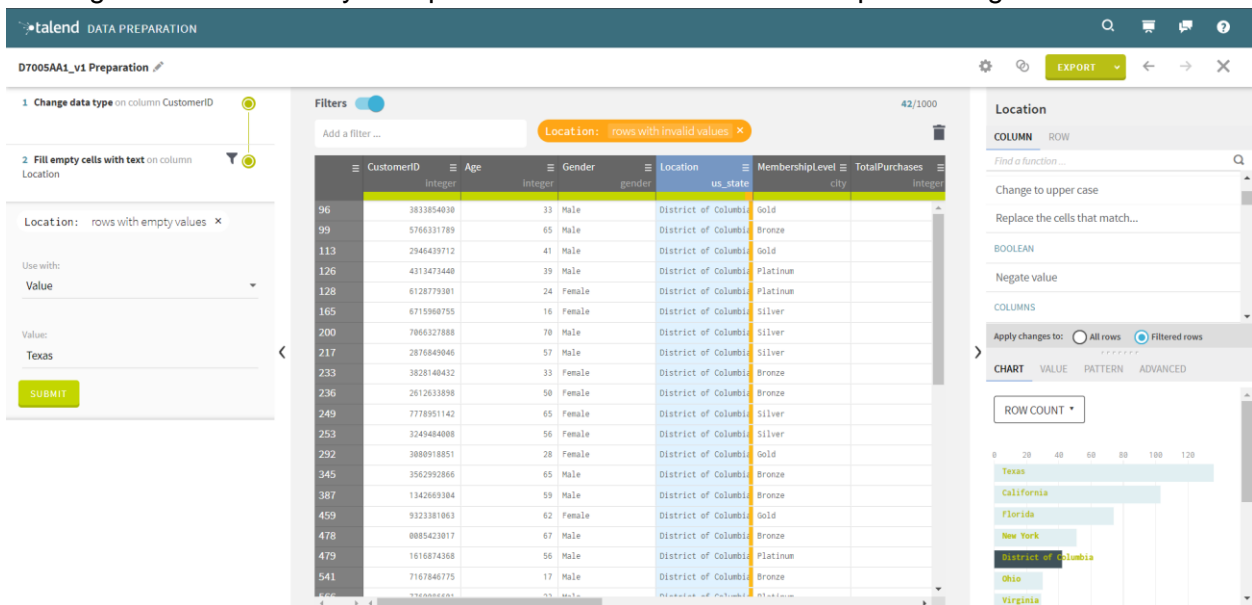 talend DATA PREPARATION
D7005AA1_v1 Preparation
EXPORT
1 Change data type on column CustomerID
2 Fill empty cells with text on column
Location
Location: rows with empty values ×
Use with:
Value
Value:
Texas
SUBMIT
Filters
42/1000
Add a filter ...
Location: rows with invalid values ×
CustomerID Age Gender Location MembershipLevel TotalPurchases
integer integer gender us_state city integer
96 3833854030 33 Male District of Columbia Gold
99 5766331789 65 Male District of Columbia Bronze
113 2946439712 41 Male District of Columbia Gold
126 4313473440 39 Male District of Columbia Platinum
128 6128779301 24 Female District of Columbia Platinum
165 6715960755 16 Female District of Columbia Silver
200 7066327888 70 Male District of Columbia Silver
217 2876849046 57 Male District of Columbia Silver
233 3828140432 33 Female District of Columbia Bronze
236 2612633898 50 Female District of Columbia Bronze
249 7778951142 65 Female District of Columbia Silver
253 3249484008 56 Female District of Columbia Silver
292 3080918851 28 Female District of Columbia Gold
345 3562992866 65 Male District of Columbia Bronze
387 1342669304 59 Male District of Columbia Bronze
459 9323381063 62 Female District of Columbia Gold
478 0085423017 67 Male District of Columbia Bronze
479 1616874368 56 Male District of Columbia Platinum
541 7167846775 17 Male District of Columbia Bronze
Location
COLUMN ROW
Find a function ...
Change to upper case
Replace the cells that match...
BOOLEAN
Negate value
COLUMNS
Apply changes to: All rows Filtered rows
CHART VALUE PATTERN ADVANCED
ROW COUNT
0 20 40 60 80 100 120
Texas
California
Florida
New York
District of Columbia
Ohio
Virginia